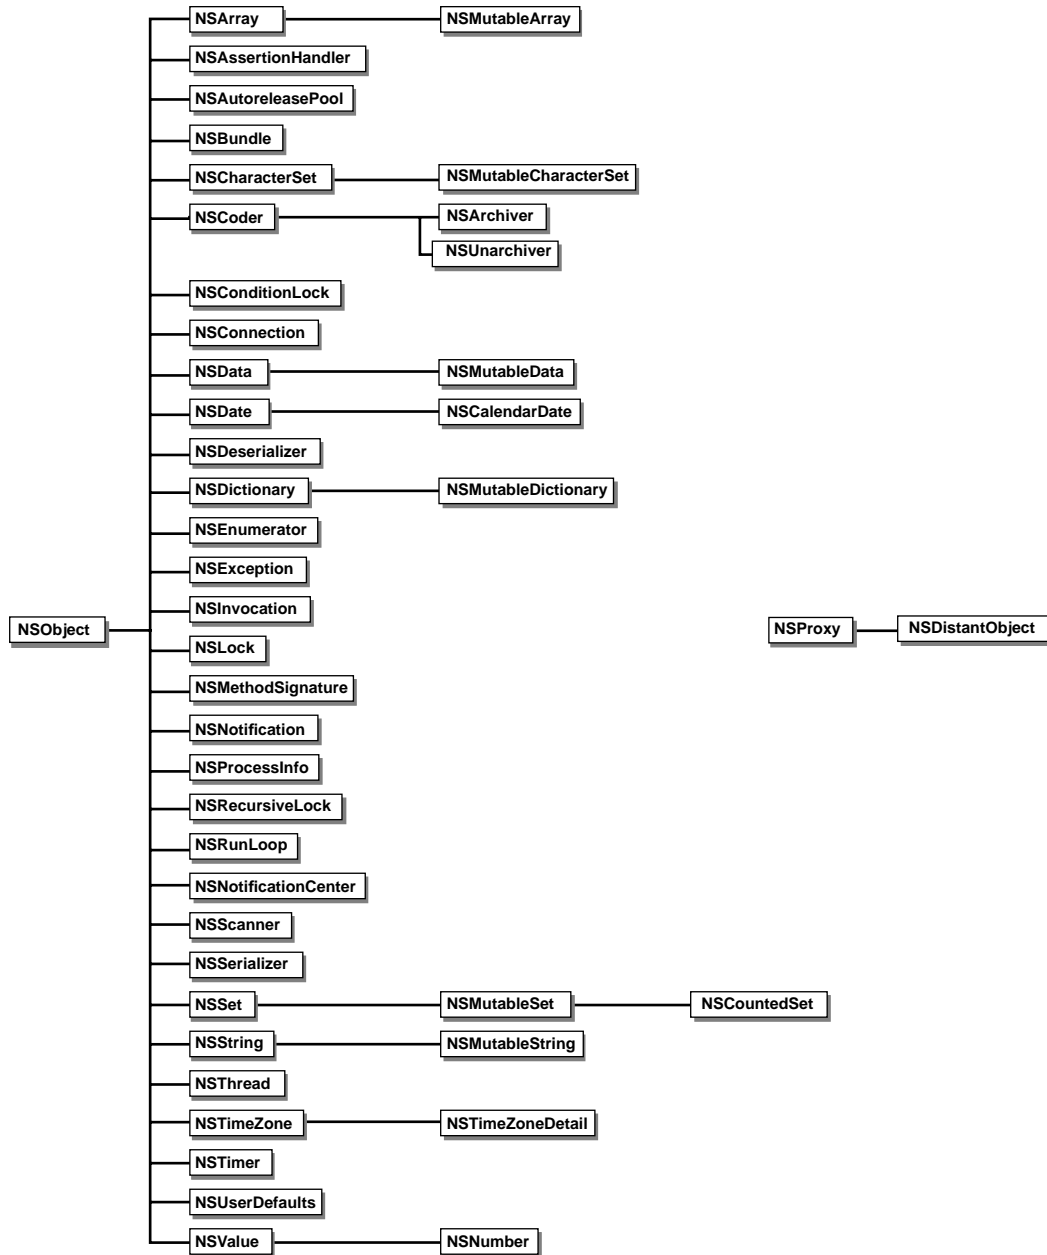 NSArray
NSMutableArray
NSAssertionHandler
NSAutoreleasePool
NSBundle
NSCharacterSet
NSMutableCharacterSet
NSCoder
NSArchiver
NSUnarchiver
NSConditionLock
NSConnection
NSData
NSMutableData
NSDate
NSCalendarDate
NSDeserializer
NSDictionary
NSMutableDictionary
NSEnumerator
NSException
NSInvocation
NSObject
NSProxy
NSDistantObject
NSLock
NSMethodSignature
NSNotification
NSProcessInfo
NSRecursiveLock
NSRunLoop
NSNotificationCenter
NSScanner
NSSerializer
NSSet
NSMutableSet
NSCountedSet
NSString
NSMutableString
NSThread
NSTimeZone
NSTimeZoneDetail
NSTimer
NSUserDefaults
NSValue
NSNumber